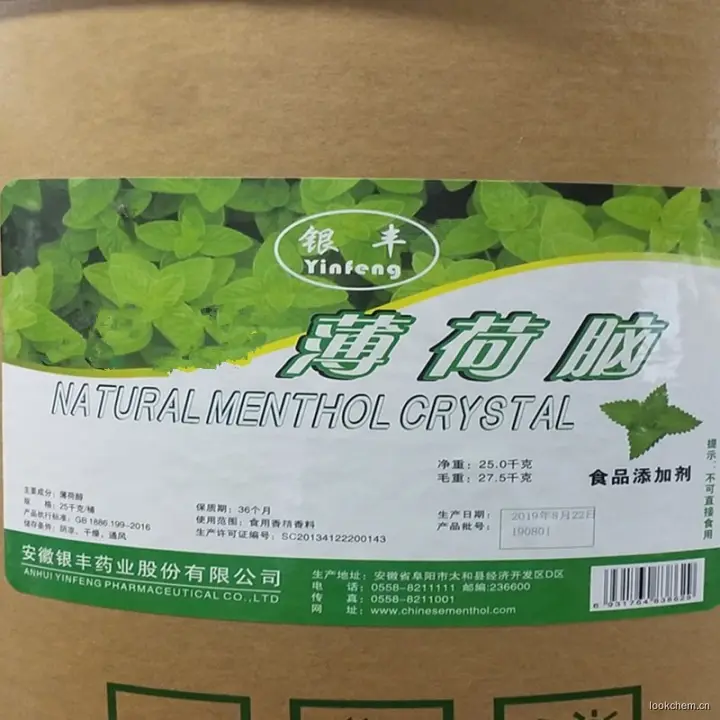 银丰
Yinfeng
薄荷脑
NATURAL MENTHOL CRYSTAL
净重：25.0千克
毛重：27.5千克
食品添加剂
提示：不可直接食用
主要成分：薄荷醇
规　格：25千克/桶
产品执行标准：GB 1886.199-2016
储存条件：阴凉、干燥、通风
保质期：36个月
使用范围：食用香精香料
生产许可证编号：SC20134122200143
生产日期：2019年8月22日
产品批号：190801
安徽银丰药业股份有限公司
ANHUI YINFENG PHARMACEUTICAL CO.,LTD
生产地址：安徽省阜阳市太和县经济开发区D区
电　话：0558-8211111 邮编:236600
传　真：0558-8211001
网　址：www.chinesementhol.com
lookchem.cn